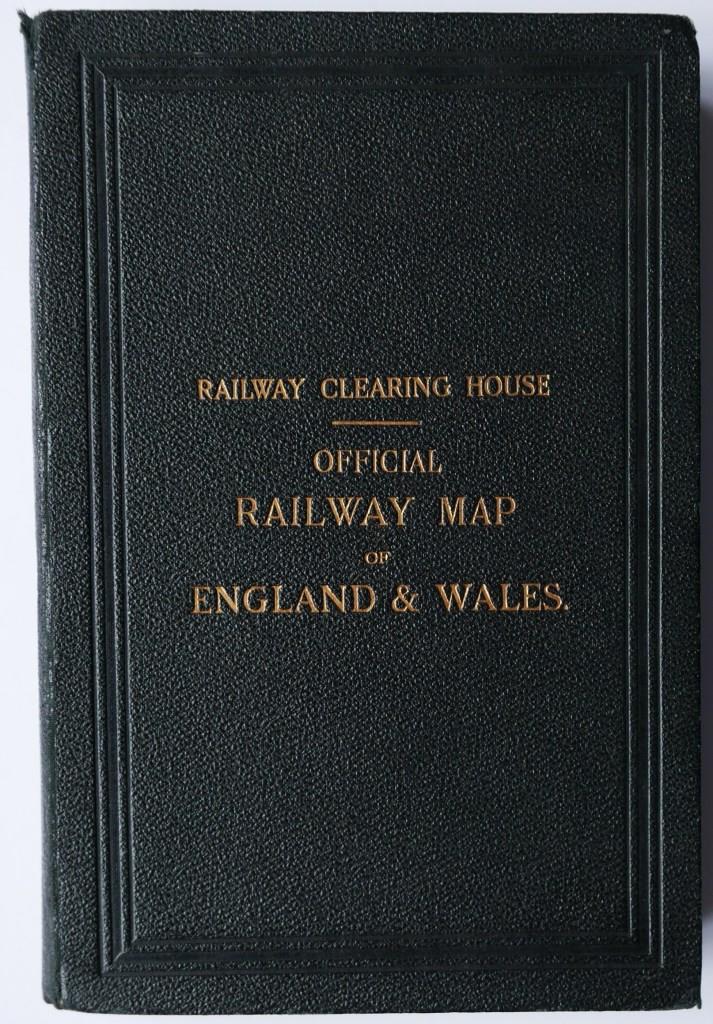 RAILWAY CLEARING HOUSE
OFFICIAL
RAILWAY MAP
OF
ENGLAND & WALES.